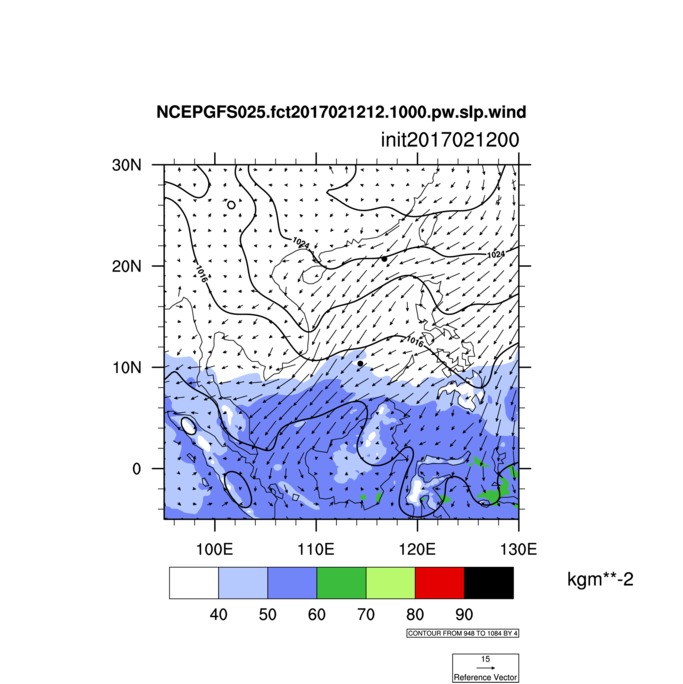 NCEPGFS025.fct2017021212.1000.pw.slp.wind
init2017021200
30N
20N
10N
0
1024
1024
1016
1016
100E 110E 120E 130E
40 50 60 70 80 90
kgm**-2
CONTOUR FROM 948 TO 1084 BY 4
15
Reference Vector